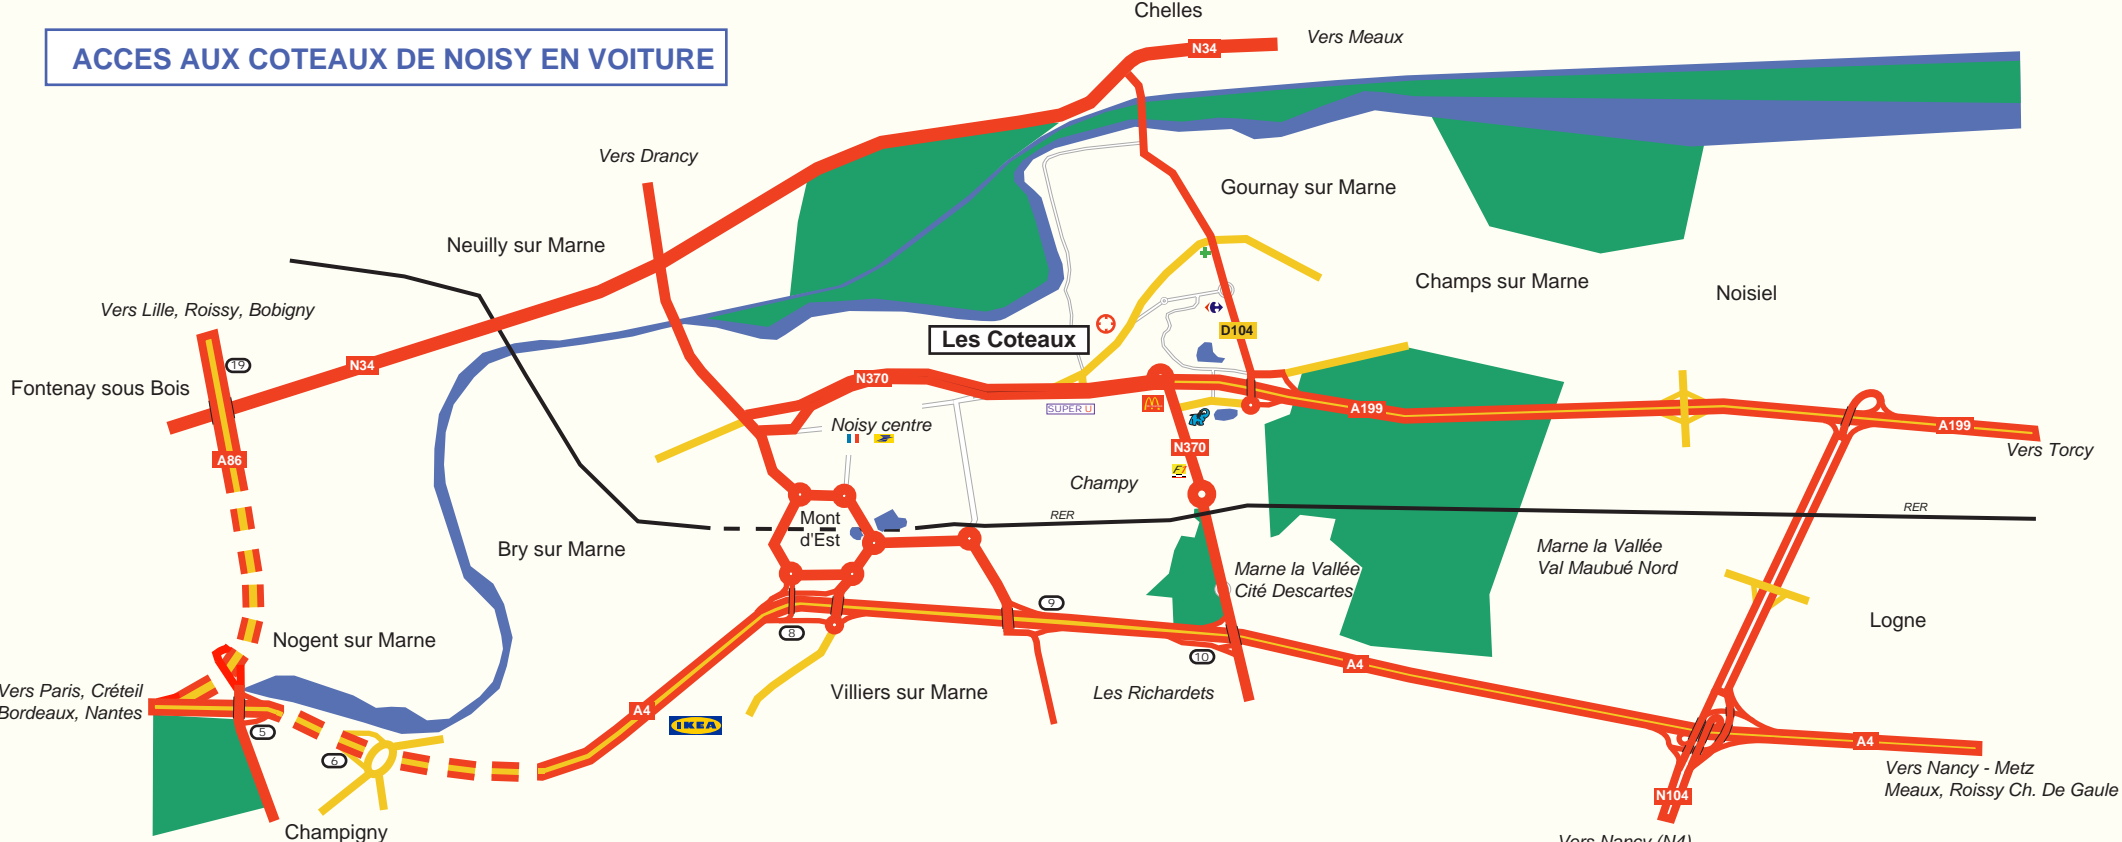 Chelles
N34
Vers Meaux
ACCES AUX COTEAUX DE NOISY EN VOITURE
Vers Drancy
Gournay sur Marne
Neuilly sur Marne
Champs sur Marne
Noisiel
Vers Lille, Roissy, Bobigny
D104
Les Coteaux
19
N34
Fontenay sous Bois
N370
SUPER U
A199
A199
Noisy centre
Vers Torcy
N370
A86
Champy
F1
RER
RER
Mont
d'Est
Bry sur Marne
Marne la Vallée
Val Maubué Nord
Marne la Vallée
Cité Descartes
9
8
10
Logne
Nogent sur Marne
A4
Villiers sur Marne
Les Richardets
Vers Paris, Créteil
Bordeaux, Nantes
A4
IKEA
5
6
A4
Vers Nancy - Metz
Meaux, Roissy Ch. De Gaule
N104
Champigny
Vers Nancy (N4)